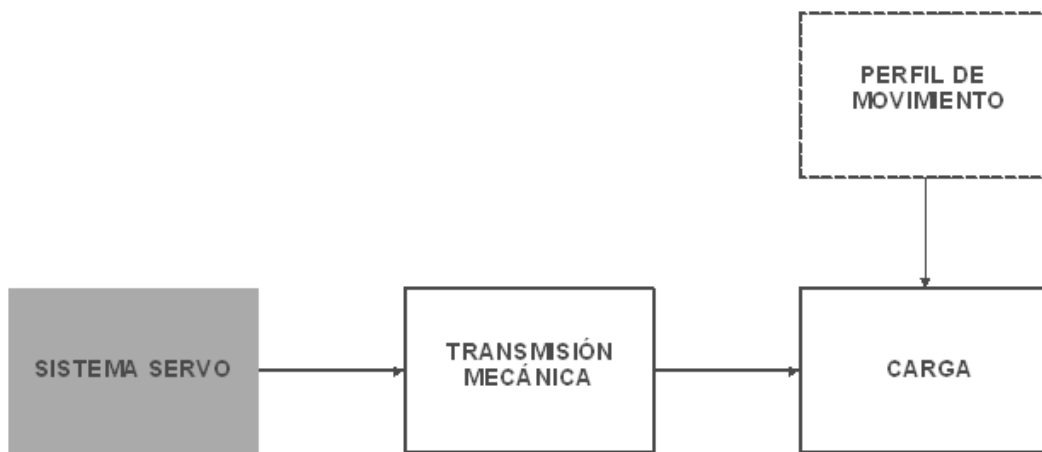 PERFIL DE
MOVIMIENTO
SISTEMA SERVO
TRANSMISIÓN
MECÁNICA
CARGA